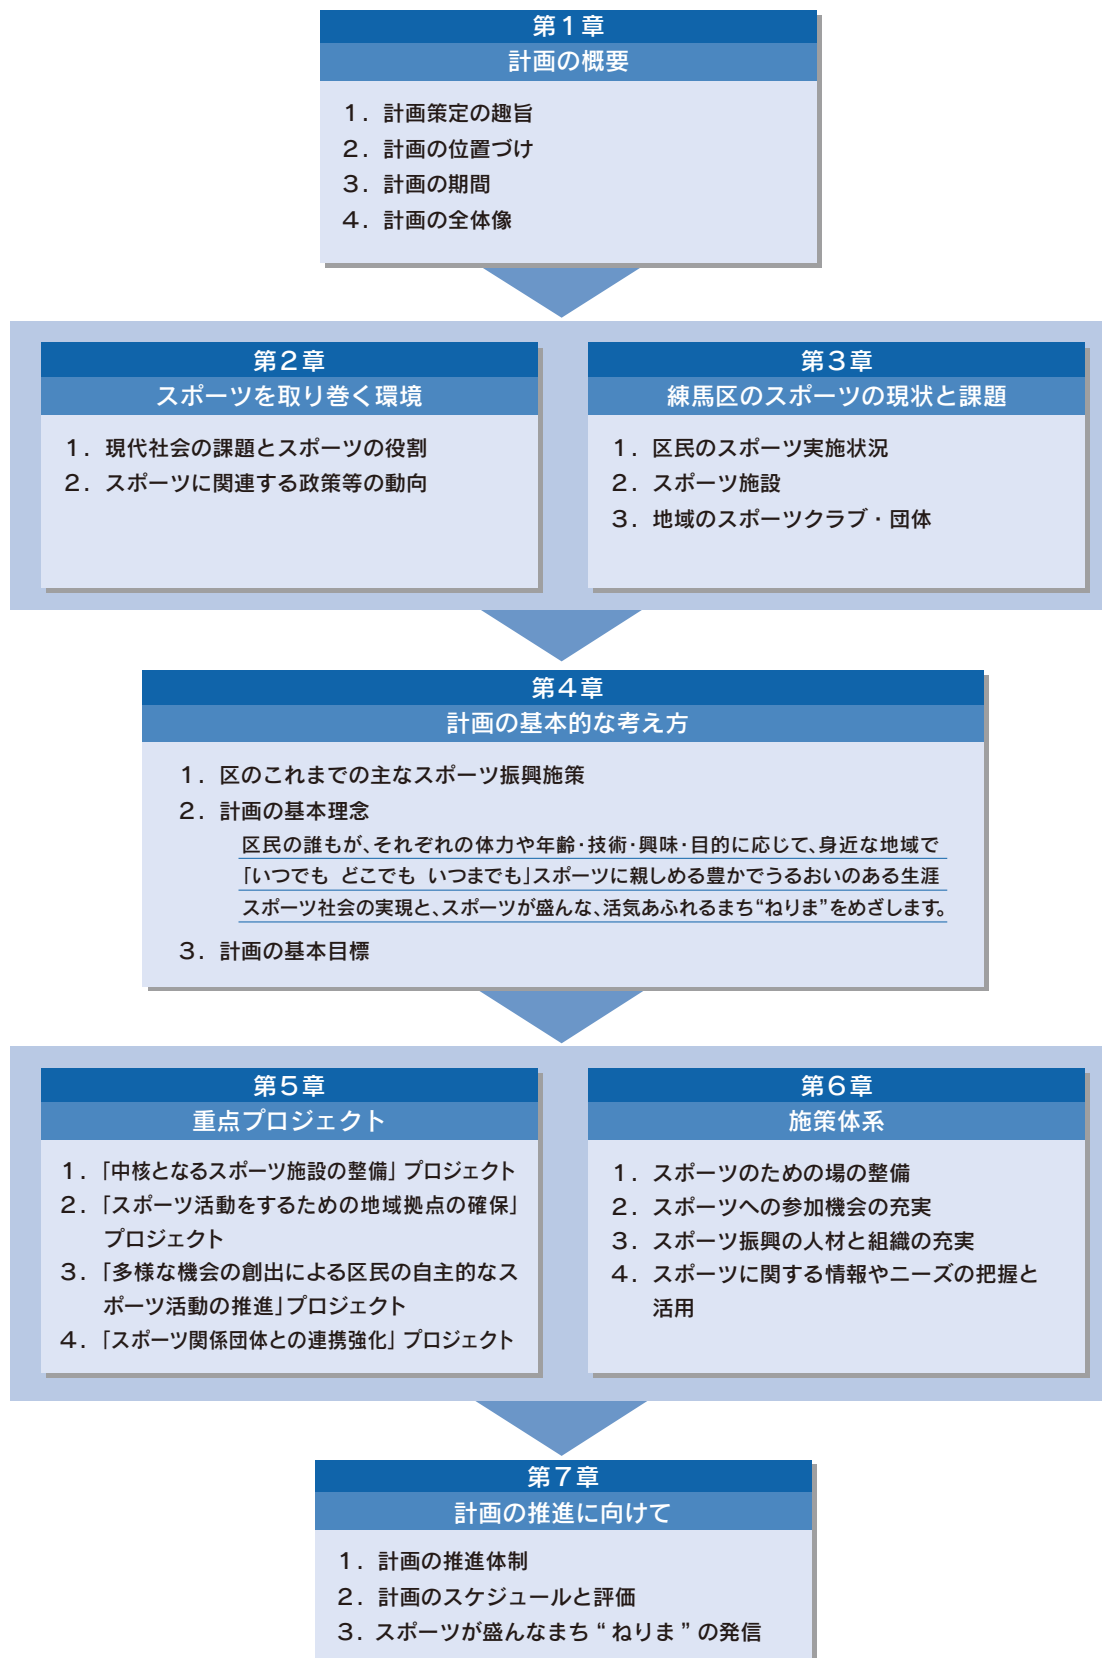 第1章
計画の概要
1．計画策定の趣旨
2．計画の位置づけ
3．計画の期間
4．計画の全体像
第2章
スポーツを取り巻く環境
1．現代社会の課題とスポーツの役割
2．スポーツに関連する政策等の動向
第3章
練馬区のスポーツの現状と課題
1．区民のスポーツ実施状況
2．スポーツ施設
3．地域のスポーツクラブ・団体
第4章
計画の基本的な考え方
1．区のこれまでの主なスポーツ振興施策
2．計画の基本理念
区民の誰もが、それぞれの体力や年齢・技術・興味・目的に応じて、身近な地域で
「いつでも どこでも いつまでも」スポーツに親しめる豊かでうるおいのある生涯
スポーツ社会の実現と、スポーツが盛んな、活気あふれるまち“ねりま”をめざします。
3．計画の基本目標
第5章
重点プロジェクト
1．「中核となるスポーツ施設の整備」プロジェクト
2．「スポーツ活動をするための地域拠点の確保」
プロジェクト
3．「多様な機会の創出による区民の自主的なス
ポーツ活動の推進」プロジェクト
4．「スポーツ関係団体との連携強化」プロジェクト
第6章
施策体系
1．スポーツのための場の整備
2．スポーツへの参加機会の充実
3．スポーツ振興の人材と組織の充実
4．スポーツに関する情報やニーズの把握と
活用
第7章
計画の推進に向けて
1．計画の推進体制
2．計画のスケジュールと評価
3．スポーツが盛んなまち“ねりま”の発信